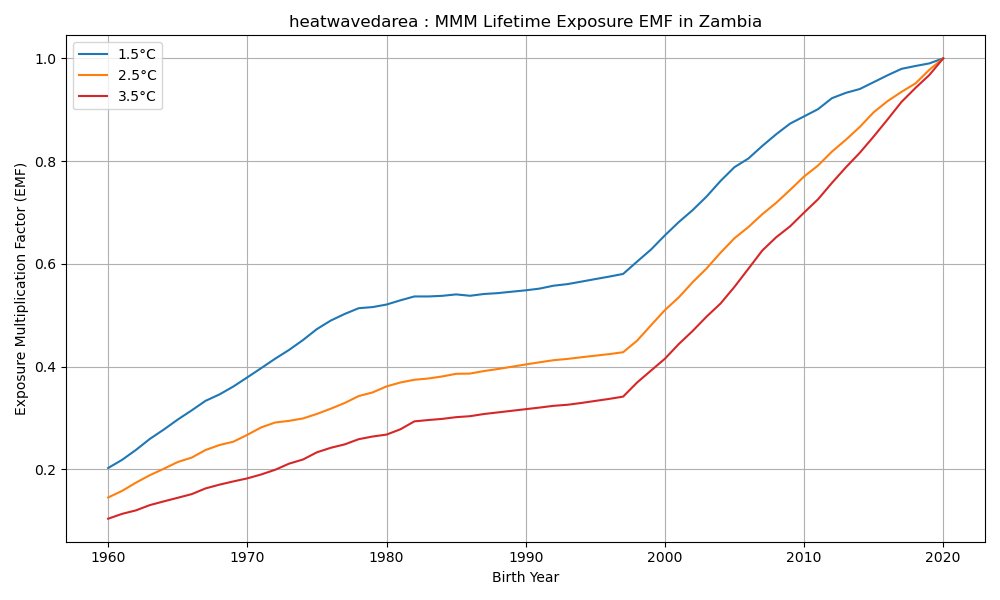 heatwavedarea : MMM Lifetime Exposure EMF in Zambia
1.5°C
2.5°C
3.5°C
Exposure Multiplication Factor (EMF)
1.0
0.8
0.6
0.4
0.2
1960 1970 1980 1990 2000 2010 2020
Birth Year